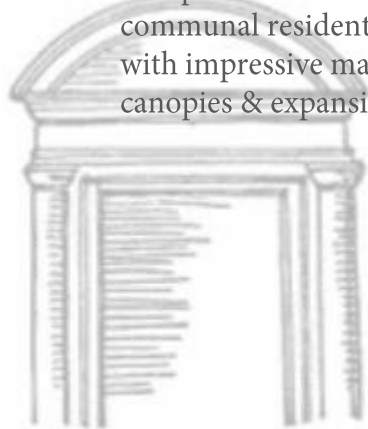 communal resident
with impressive ma
canopies & expansi